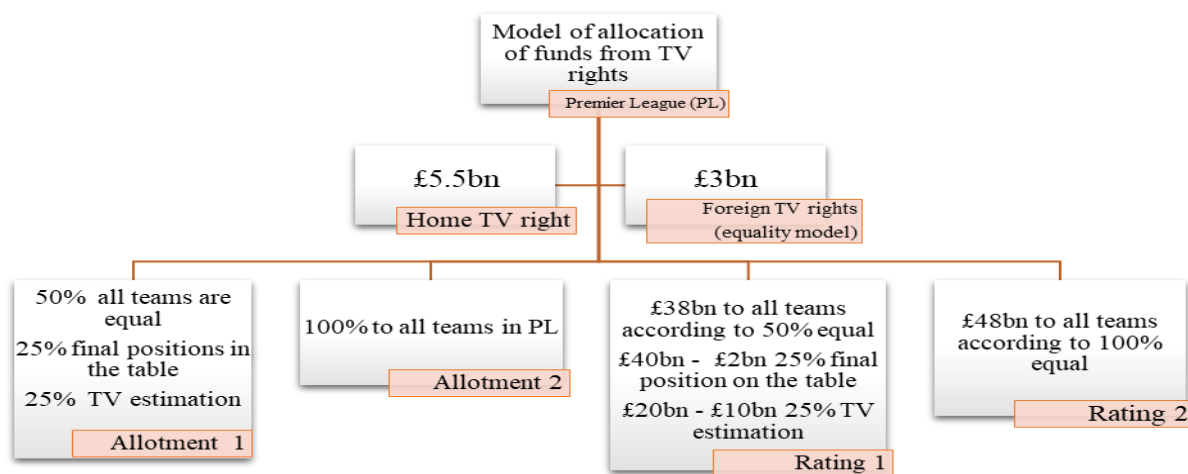 Model of allocation
of funds from TV
rights
Premier League (PL)
£5.5bn
Home TV right
£3bn
Foreign TV rights
(equality model)
50% all teams are
equal
25% final positions in
the table
25% TV estimation
Allotment 1
100% to all teams in PL
Allotment 2
£38bn to all teams
according to 50% equal
£40bn - £2bn 25% final
position on the table
£20bn - £10bn 25% TV
estimation
Rating 1
£48bn to all teams
according to 100%
equal
Rating 2